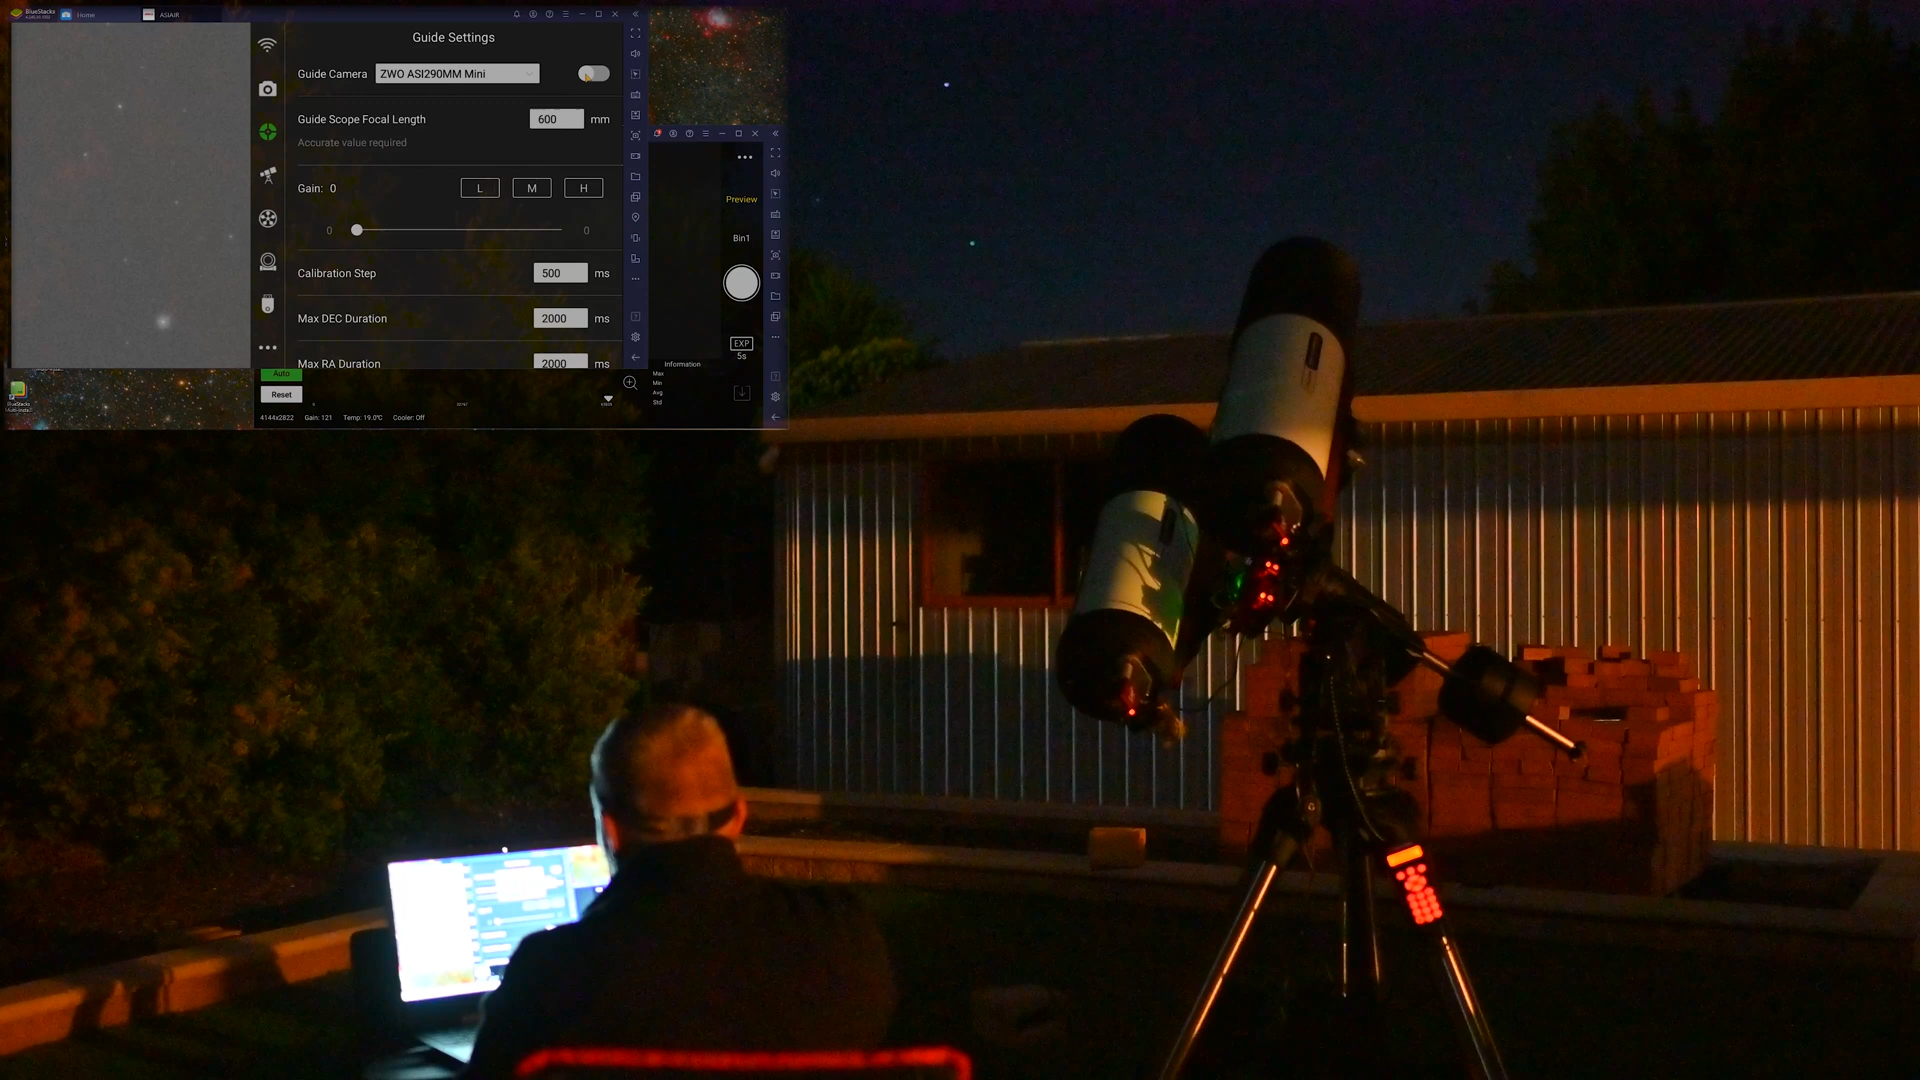 BlueStacks
Home
ASIAIR
Guide Settings
Guide Camera ZWO ASI290MM Mini
Guide Scope Focal Length 600 mm
Accurate value required
Gain: 0 L M H
0 0
Calibration Step 500 ms
Max DEC Duration 2000 ms
Max RA Duration 2000 ms
Preview
Bin1
EXP
5s
Information
Max
Min
Avg
Std
Auto
Reset
4144x2822 Gain: 121 Temp: 19.0°C Cooler: Off
BlueStacks